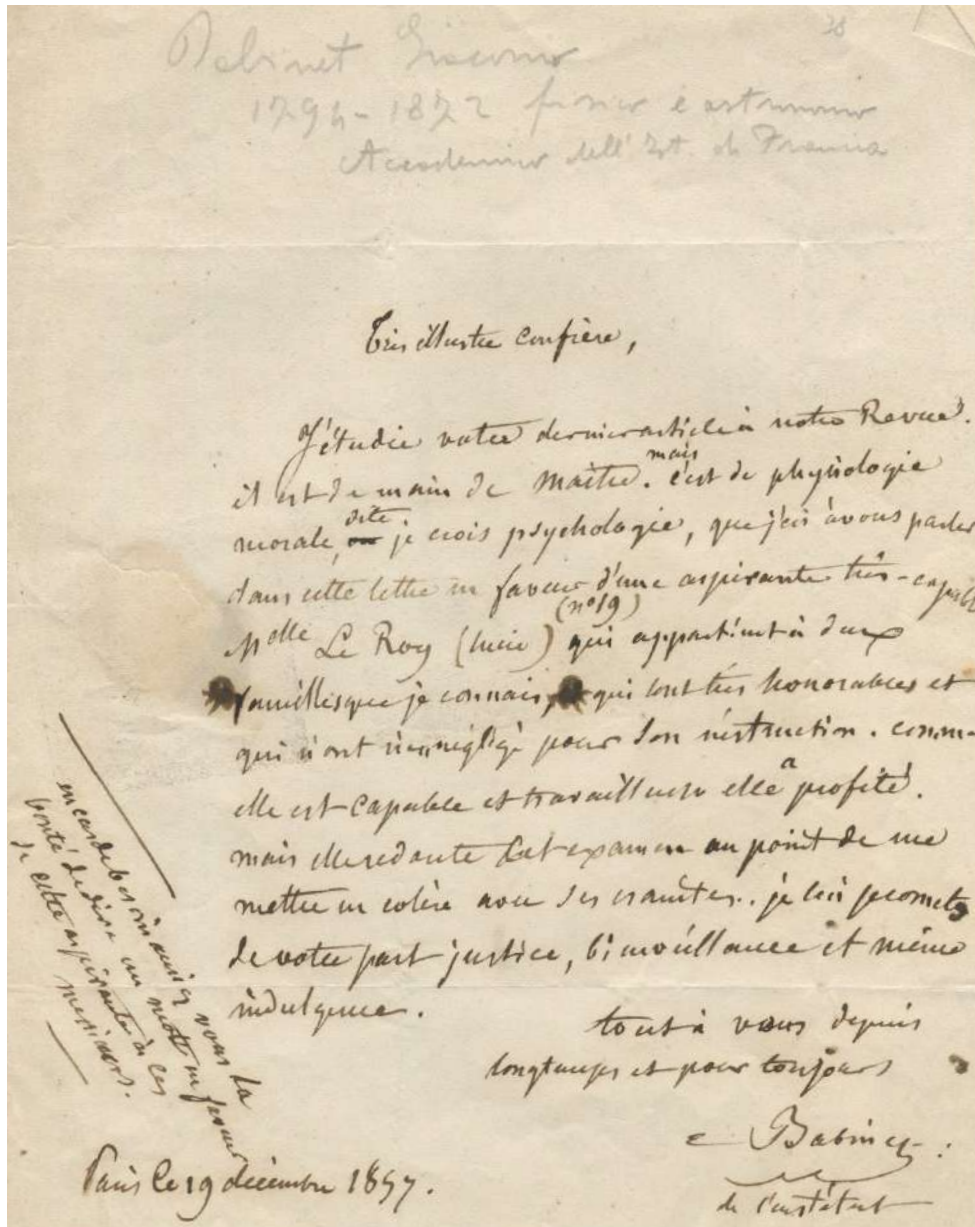 38
Babinet Giacomo
1794-1872 fisico e astronomo
Accademico dell' Ist. di Francia
Très illustre confrère,
J'étudie votre dernier article à notre Revue.
il est de main de maître. mais c'est de physiologie
morale, dite je crois psychologie, que j'ai à vous parler
dans cette lettre en faveur d'une aspirante très-capable
Melle Le Roy (lucie) (n° 19) qui appartient à deux
familles que je connais, qui sont très honorables et
qui n'ont rien négligé pour son instruction. comme
elle est capable et travailleuse elle a profité.
mais elle redoute cet examen au point de me
mettre en colère avec ses craintes.. je lui promets
de votre part justice, bienveillance et même
indulgence.
tout à vous depuis
longtemps et pour toujours
Babinet
de l'institut
Paris le 19 décembre 1857.
en cas de besoin auriez vous la
bonté de dire un mot en faveur
de cette aspirante à ces
messieurs.